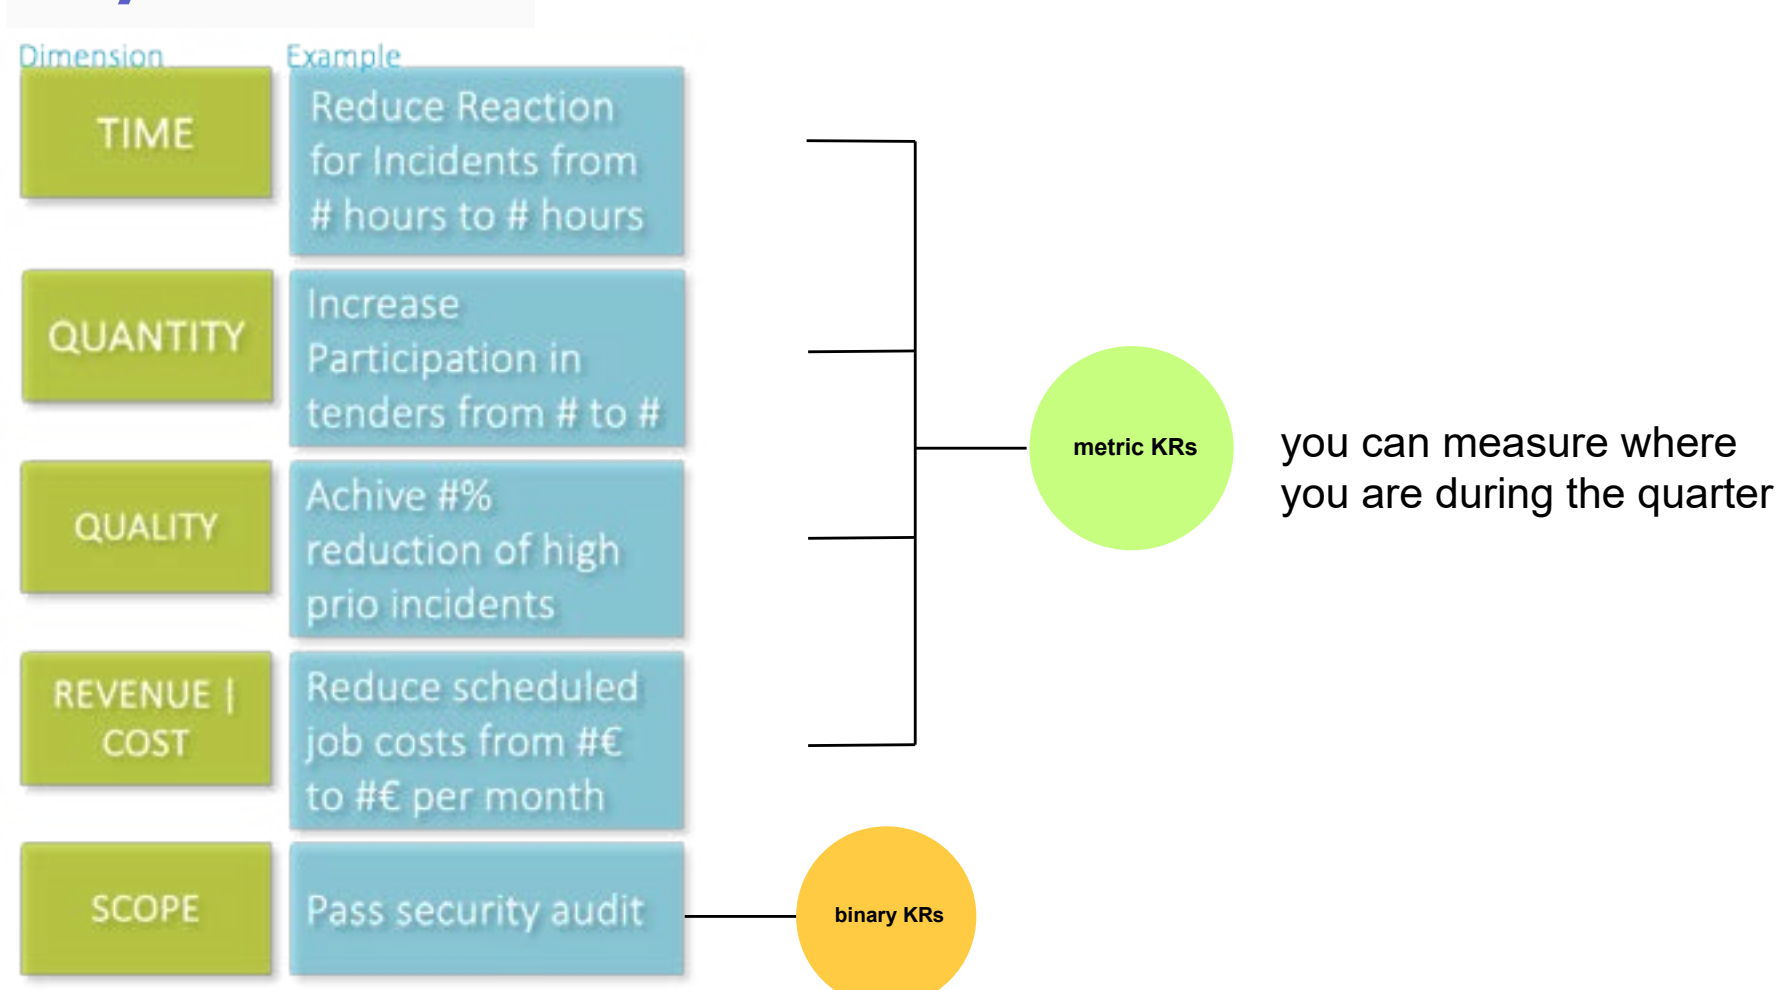 Dimension
Example
TIME
Reduce Reaction
for Incidents from
# hours to # hours
QUANTITY
Increase
Participation in
tenders from # to #
QUALITY
Achive #%
reduction of high
prio incidents
REVENUE |
COST
Reduce scheduled
job costs from #€
to #€ per month
SCOPE
Pass security audit
metric KRs
you can measure where
you are during the quarter
binary KRs